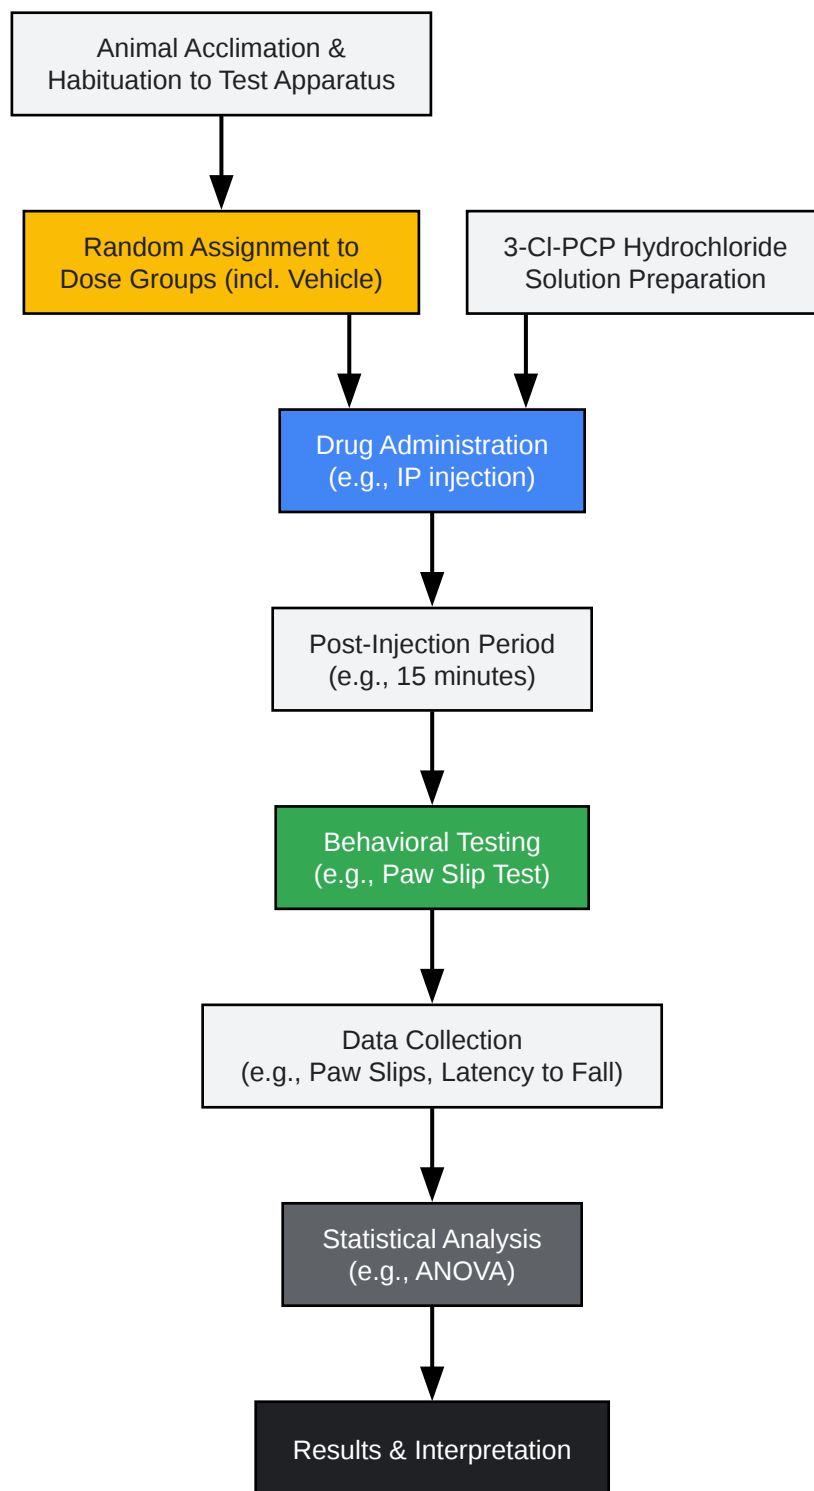 Animal Acclimation &
Habituation to Test Apparatus
Random Assignment to
Dose Groups (incl. Vehicle)
3-Cl-PCP Hydrochloride
Solution Preparation
Drug Administration
(e.g., IP injection)
Post-Injection Period
(e.g., 15 minutes)
Behavioral Testing
(e.g., Paw Slip Test)
Data Collection
(e.g., Paw Slips, Latency to Fall)
Statistical Analysis
(e.g., ANOVA)
Results & Interpretation